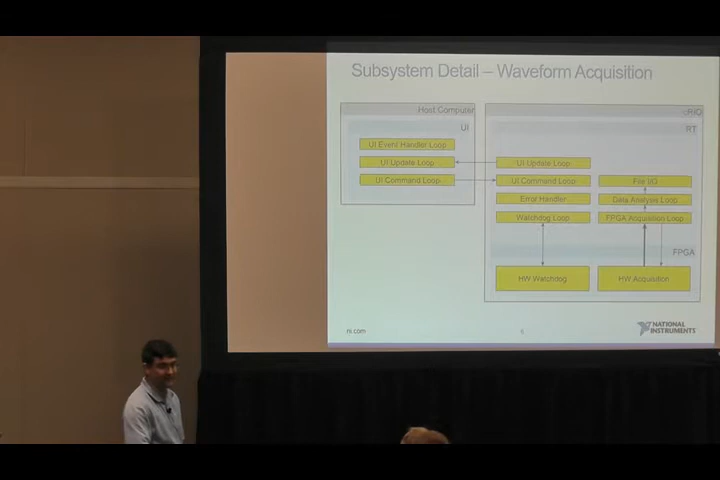 Subsystem Detail – Waveform Acquisition
Host Computer
UI
UI Event Handler Loop
UI Update Loop
UI Command Loop
cRIO
RT
UI Update Loop
UI Command Loop
Error Handler
Watchdog Loop
File I/O
Data Analysis Loop
FPGA Acquisition Loop
FPGA
HW Watchdog
HW Acquisition
ni.com
6
NATIONAL
INSTRUMENTS